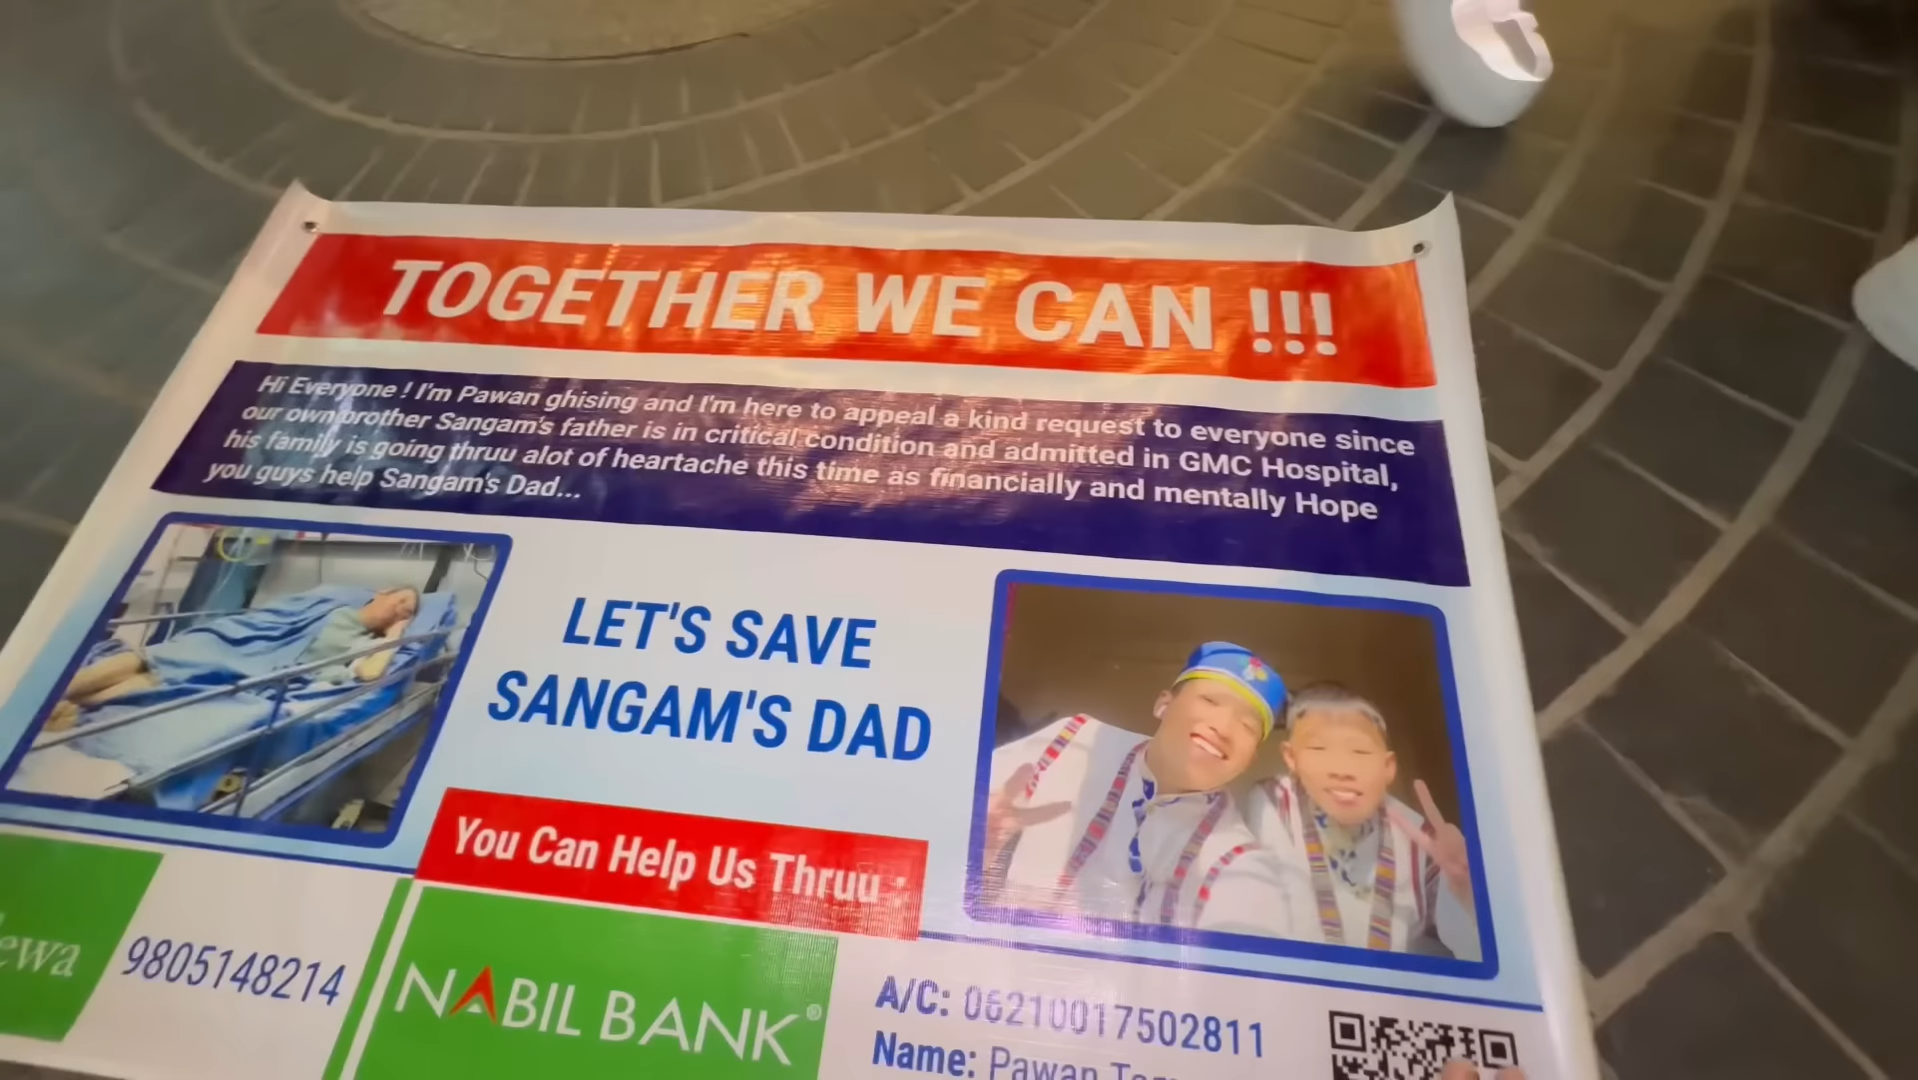 TOGETHER WE CAN !!!
Hi Everyone ! I'm Pawan ghising and I'm here to appeal a kind request to everyone since
our own brother Sangam's father is in critical condition and admitted in GMC Hospital,
his family is going thruu alot of heartache this time as financially and mentally Hope
you guys help Sangam's Dad...
LET'S SAVE
SANGAM'S DAD
You Can Help Us Thruu :
9805148214
NABIL BANK®
A/C: 06210017502811
Name: Pawan